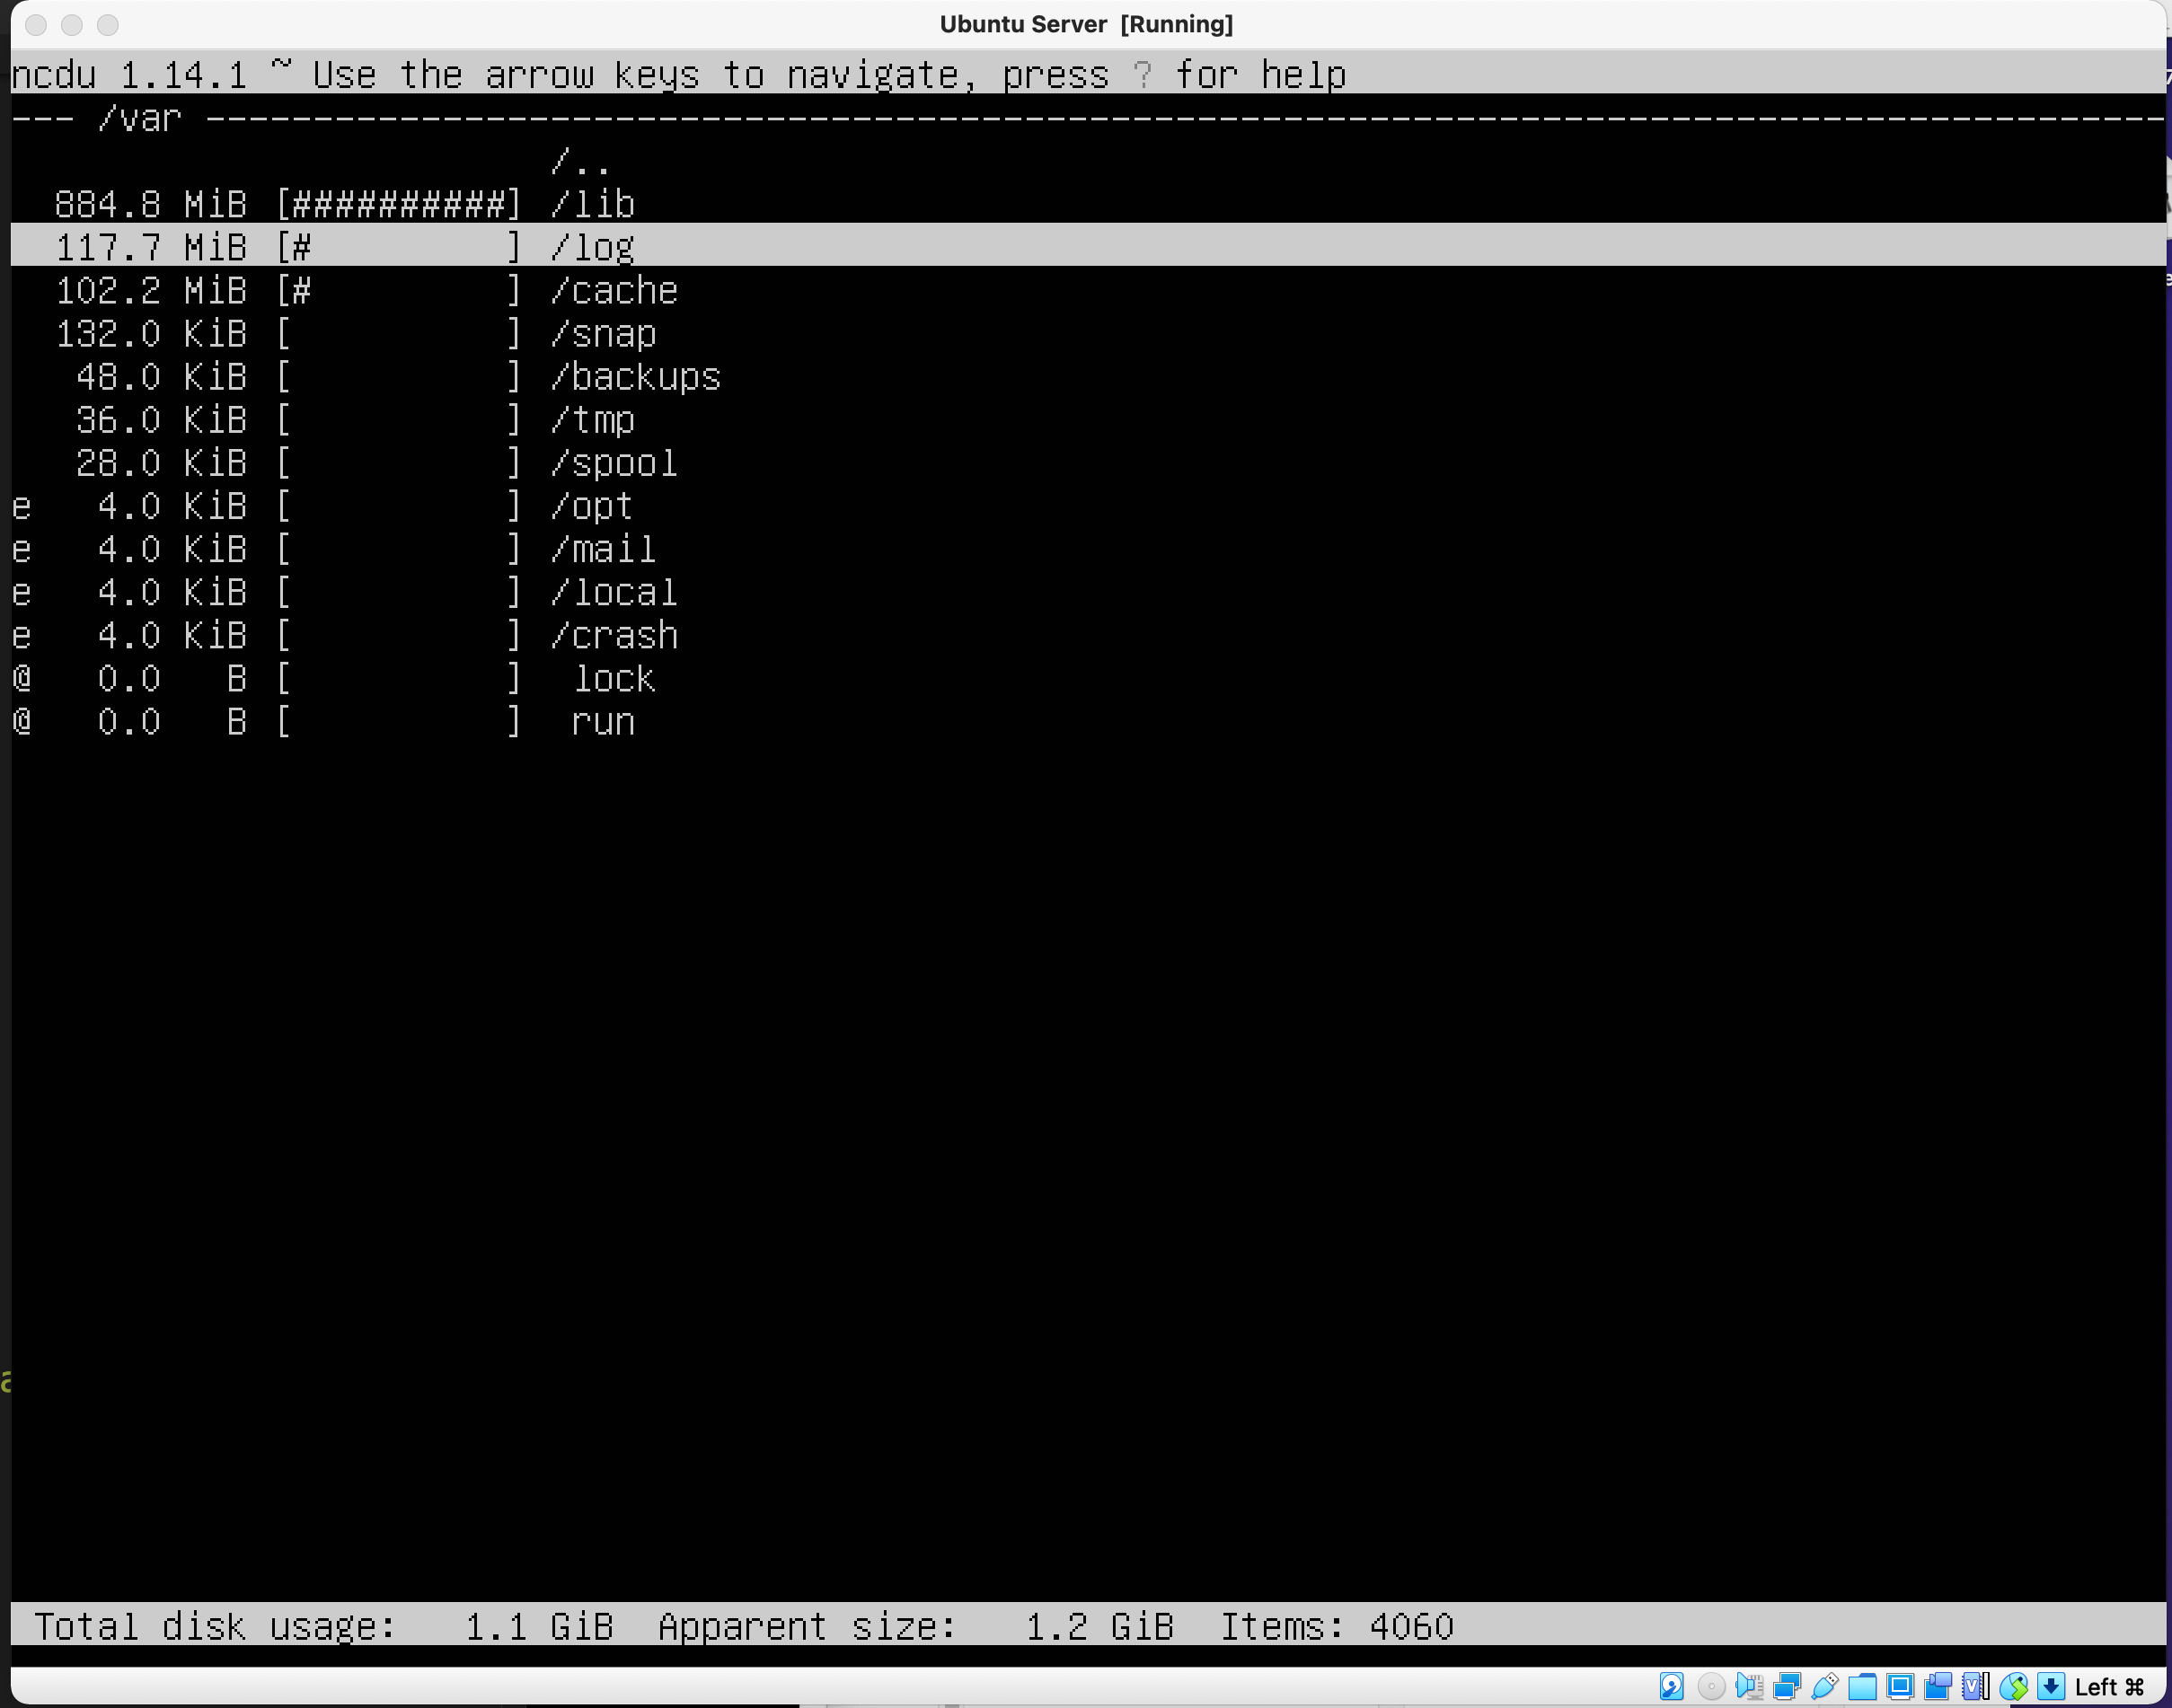 Ubuntu Server [Running]
ncdu 1.14.1 ~ Use the arrow keys to navigate, press ? for help
--- /var -------------------------------------------------------------------------------------------
/..
884.8 MiB [##########] /lib
117.7 MiB [#         ] /log
102.2 MiB [#         ] /cache
132.0 KiB [          ] /snap
48.0 KiB [          ] /backups
36.0 KiB [          ] /tmp
28.0 KiB [          ] /spool
e 4.0 KiB [          ] /opt
e 4.0 KiB [          ] /mail
e 4.0 KiB [          ] /local
e 4.0 KiB [          ] /crash
@ 0.0 B [          ] lock
@ 0.0 B [          ] run
Total disk usage: 1.1 GiB Apparent size: 1.2 GiB Items: 4060
Left ⌘